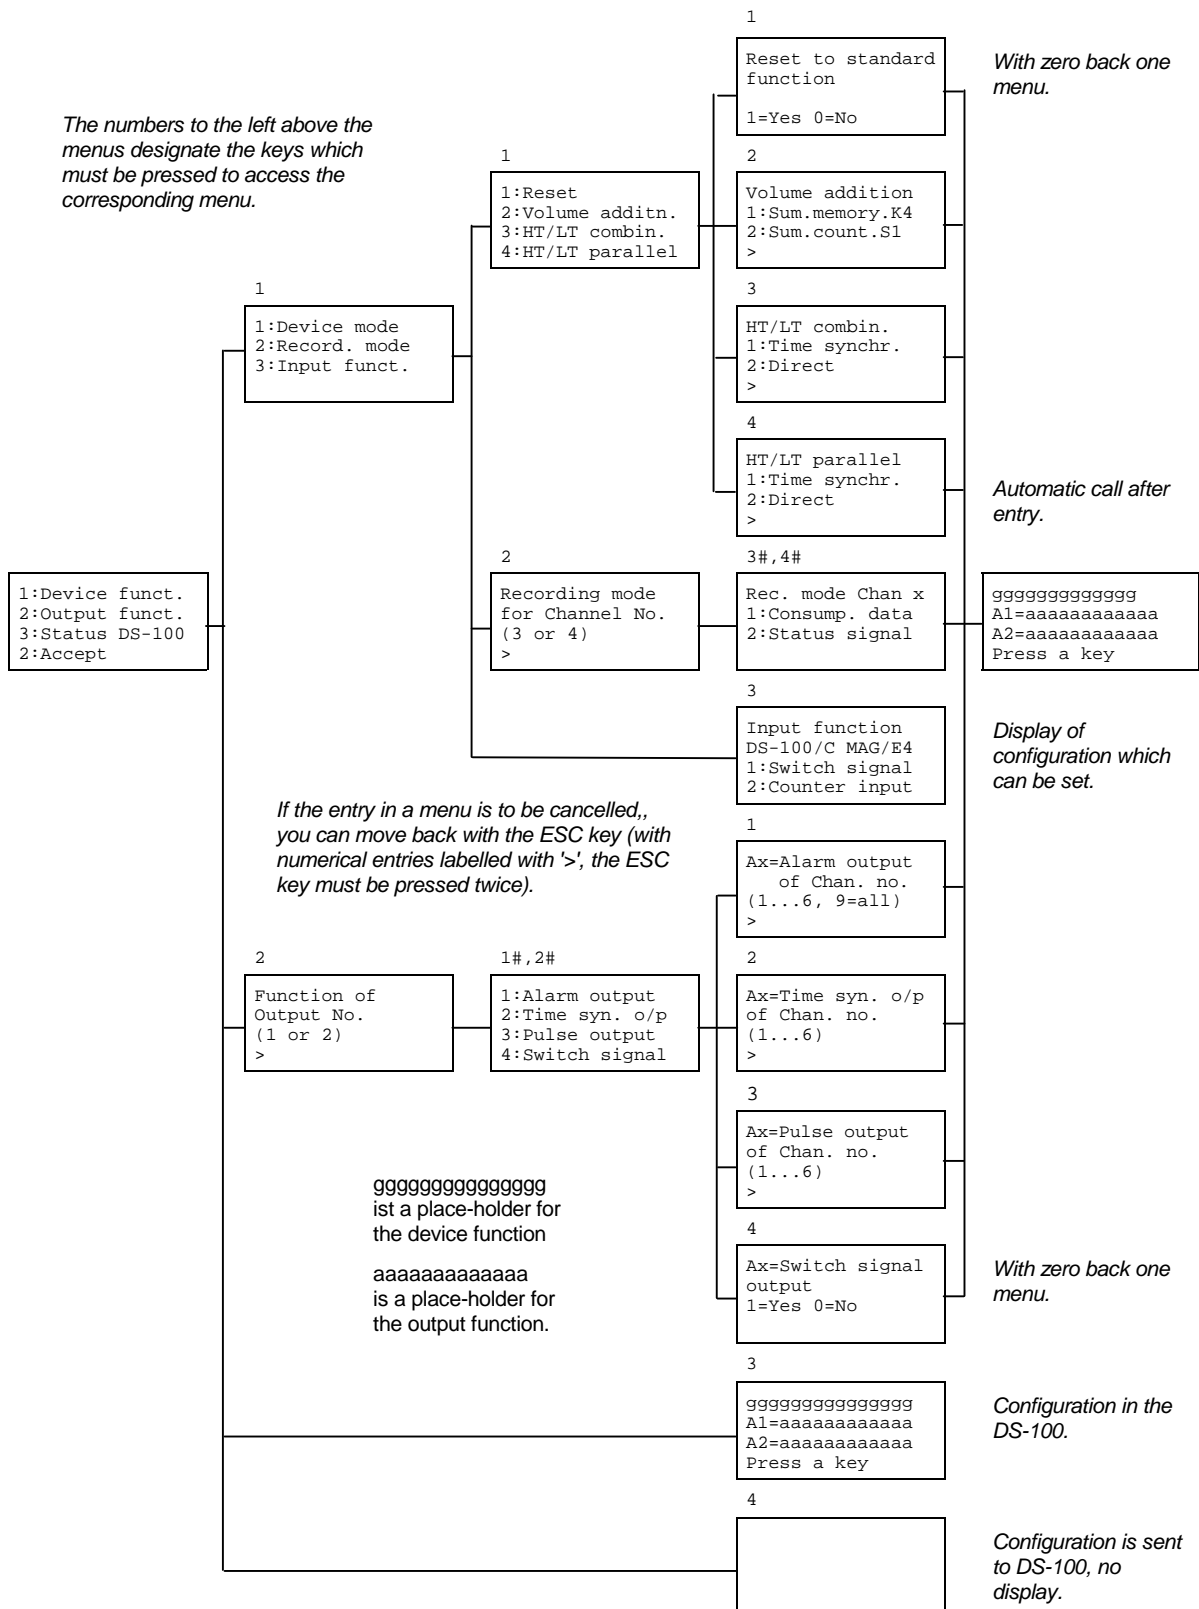 1
Reset to standard
function
1=Yes 0=No
With zero back one
menu.
The numbers to the left above the
menus designate the keys which
must be pressed to access the
corresponding menu.
1
1:Reset
2:Volume additn.
3:HT/LT combin.
4:HT/LT parallel
2
Volume addition
1:Sum.memory.K4
2:Sum.count.S1
>
1
1:Device mode
2:Record. mode
3:Input funct.
3
HT/LT combin.
1:Time synchr.
2:Direct
>
4
HT/LT parallel
1:Time synchr.
2:Direct
>
Automatic call after
entry.
1:Device funct.
2:Output funct.
3:Status DS-100
2:Accept
2
Recording mode
for Channel No.
(3 or 4)
>
3#,4#
Rec. mode Chan x
1:Consump. data
2:Status signal
ggggggggggggg
A1=aaaaaaaaaaaa
A2=aaaaaaaaaaaa
Press a key
3
Input function
DS-100/C MAG/E4
1:Switch signal
2:Counter input
Display of
configuration which
can be set.
If the entry in a menu is to be cancelled,,
you can move back with the ESC key (with
numerical entries labelled with '>', the ESC
key must be pressed twice).
1
Ax=Alarm output
of Chan. no.
(1...6, 9=all)
>
2
Function of
Output No.
(1 or 2)
>
1#,2#
1:Alarm output
2:Time syn. o/p
3:Pulse output
4:Switch signal
2
Ax=Time syn. o/p
of Chan. no.
(1...6)
>
3
Ax=Pulse output
of Chan. no.
(1...6)
>
ggggggggggggggg
ist a place-holder for
the device function
aaaaaaaaaaaaa
is a place-holder for
the output function.
4
Ax=Switch signal
output
1=Yes 0=No
With zero back one
menu.
3
ggggggggggggggg
A1=aaaaaaaaaaaa
A2=aaaaaaaaaaaa
Press a key
Configuration in the
DS-100.
4
Configuration is sent
to DS-100, no
display.